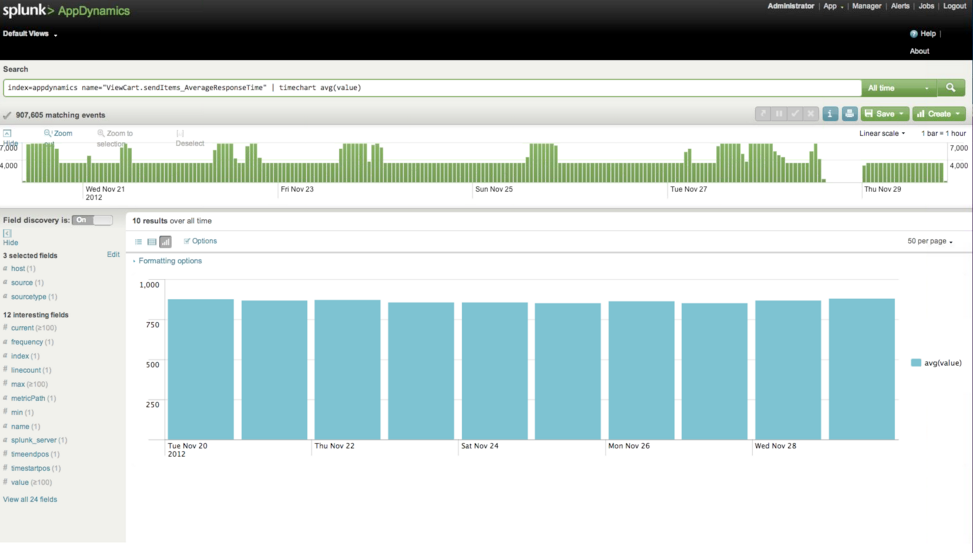 splunk> AppDynamics
Administrator | App | Manager | Alerts | Jobs | Logout
Default Views
Help |
About
Search
index=appdynamics name="ViewCart.sendItems_AverageResponseTime" | timechart avg(value)
All time
907,605 matching events
Save
Create
Hide
Zoom out
Zoom to selection
Deselect
Linear scale
1 bar = 1 hour
7,000
7,000
4,000
4,000
Wed Nov 21
2012
Fri Nov 23
Sun Nov 25
Tue Nov 27
Thu Nov 29
Field discovery is: On
Hide
3 selected fields
Edit
a host (1)
a source (1)
a sourcetype (1)
12 interesting fields
# current (≥100)
a frequency (1)
a index (1)
# linecount (1)
# max (≥100)
a metricPath (1)
# min (1)
a name (1)
a splunk_server (1)
# timeendpos (1)
# timestartpos (1)
# value (≥100)
View all 24 fields
10 results over all time
Options
50 per page
Formatting options
1,000
750
500
250
Tue Nov 20
2012
Thu Nov 22
Sat Nov 24
Mon Nov 26
Wed Nov 28
avg(value)